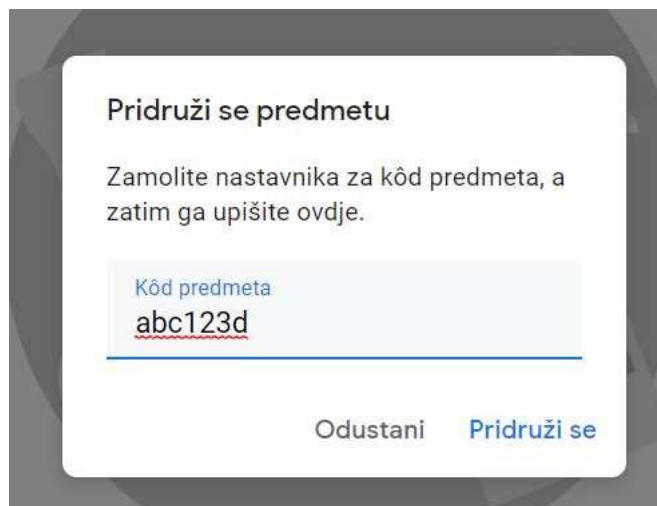 Pridruži se predmetu
Zamolite nastavnika za kôd predmeta, a
zatim ga upišite ovdje.
Kôd predmeta
abc123d
Odustani Pridruži se